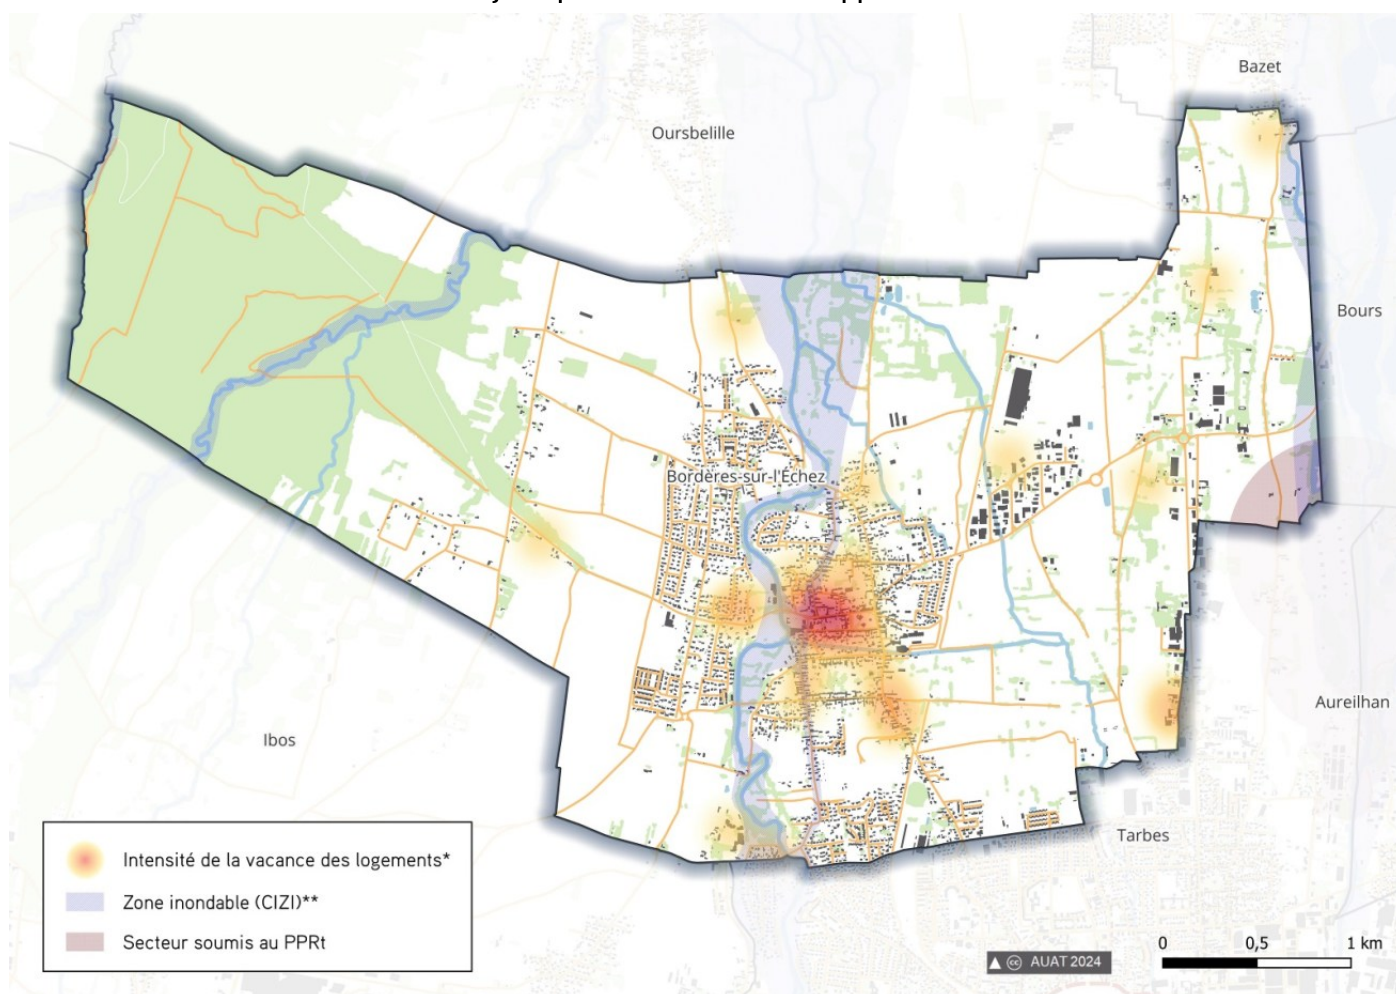 Bazet
Oursbelille
Bours
Bordères-sur-l'Échez
Aureilhan
Ibos
Tarbes
Intensité de la vacance des logements*
Zone inondable (CIZI)**
Secteur soumis au PPRt
0 0,5 1 km
cc AUAT 2024